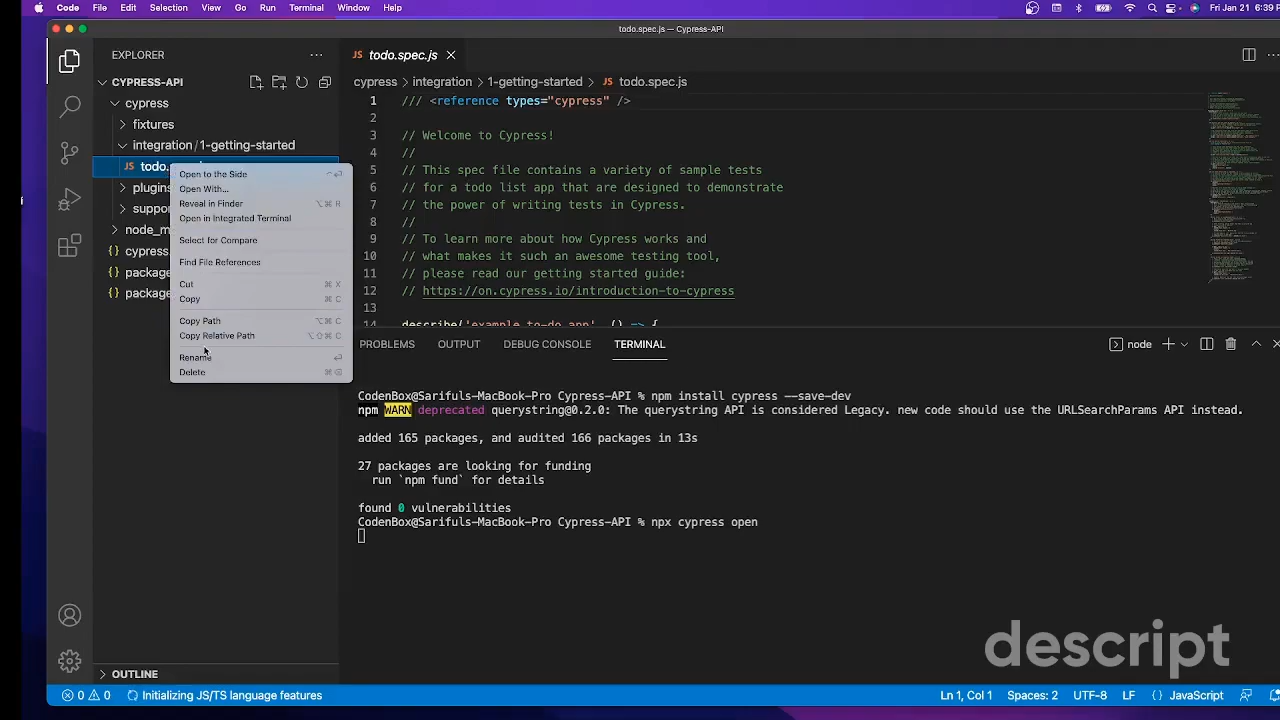 Code File Edit Selection View Go Run Terminal Window Help Fri Jan 21 6:39 P
todo.spec.js — Cypress-API
EXPLORER
todo.spec.js
CYPRESS-API
cypress
fixtures
integration / 1-getting-started
JS todo.
plugins
suppo
node_m
{} cypress
{} package
{} package
Open to the Side
Open With...
Reveal in Finder ⌥⌘ R
Open in Integrated Terminal
Select for Compare
Find File References
Cut ⌘ X
Copy ⌘ C
Copy Path ⌥⌘ C
Copy Relative Path ⌥⇧⌘ C
Rename
Delete
OUTLINE
JS todo.spec.js
cypress > integration > 1-getting-started > JS todo.spec.js
1 /// <reference types="cypress" />
2
3 // Welcome to Cypress!
4 //
5 // This spec file contains a variety of sample tests
6 // for a todo list app that are designed to demonstrate
7 // the power of writing tests in Cypress.
8 //
9 // To learn more about how Cypress works and
10 // what makes it such an awesome testing tool,
11 // please read our getting started guide:
12 // https://on.cypress.io/introduction-to-cypress
13
14 describe('example to-do app', () => {
PROBLEMS OUTPUT DEBUG CONSOLE TERMINAL node
CodenBox@Sarifuls-MacBook-Pro Cypress-API % npm install cypress --save-dev
npm WARN deprecated querystring@0.2.0: The querystring API is considered Legacy. new code should use the URLSearchParams API instead.
added 165 packages, and audited 166 packages in 13s
27 packages are looking for funding
run `npm fund` for details
found 0 vulnerabilities
CodenBox@Sarifuls-MacBook-Pro Cypress-API % npx cypress open
descript
0 0 Initializing JS/TS language features Ln 1, Col 1 Spaces: 2 UTF-8 LF {} JavaScript